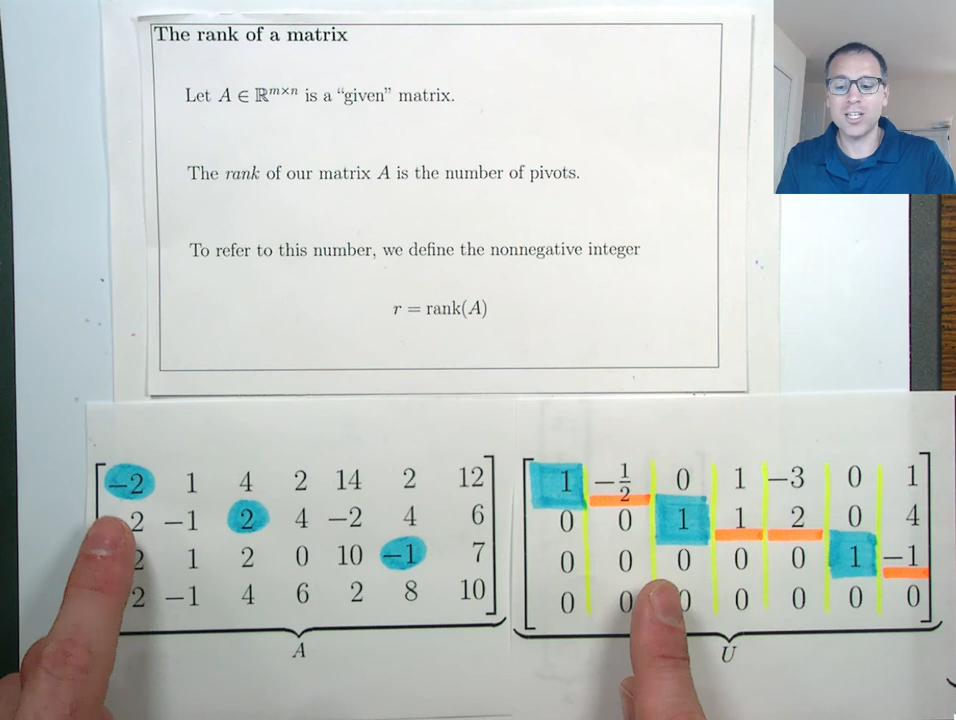 The rank of a matrix
Let A ∈ ℝ^{m×n} is a “given” matrix.
The rank of our matrix A is the number of pivots.
To refer to this number, we define the nonnegative integer
r = rank(A)
−2 1 4 2 14 2 12
2 −1 2 4 −2 4 6
2 1 2 0 10 −1 7
2 −1 4 6 2 8 10
A
1 −1/2 0 1 −3 0 1
0 0 1 1 2 0 4
0 0 0 0 0 1 −1
0 0 0 0 0 0 0
U